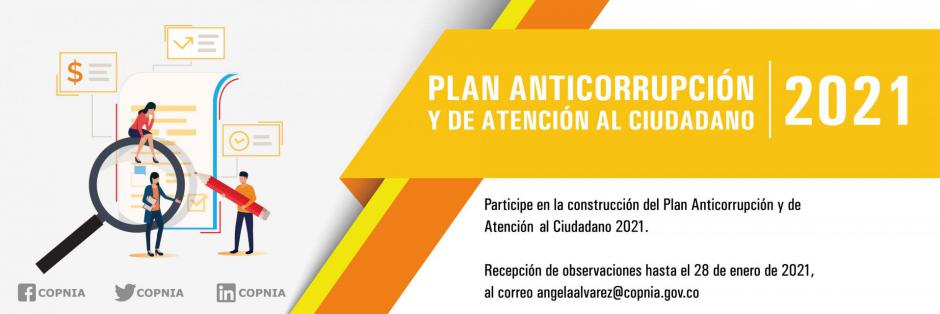 PLAN ANTICORRUPCIÓN
Y DE ATENCIÓN AL CIUDADANO
2021
Participe en la construcción del Plan Anticorrupción y de
Atención al Ciudadano 2021.
Recepción de observaciones hasta el 28 de enero de 2021,
al correo angelaalvarez@copnia.gov.co
$
COPNIA
COPNIA
COPNIA